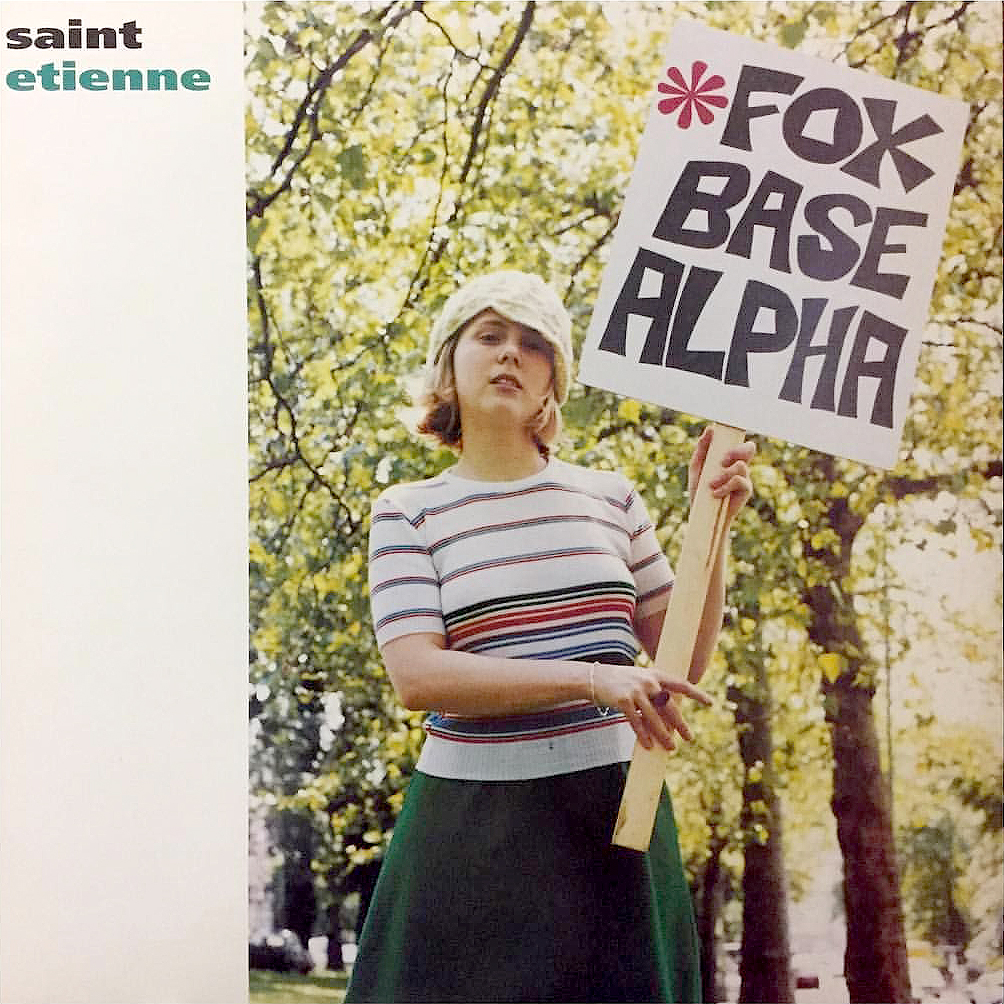 saint
etienne
*FOX
BASE
ALPHA